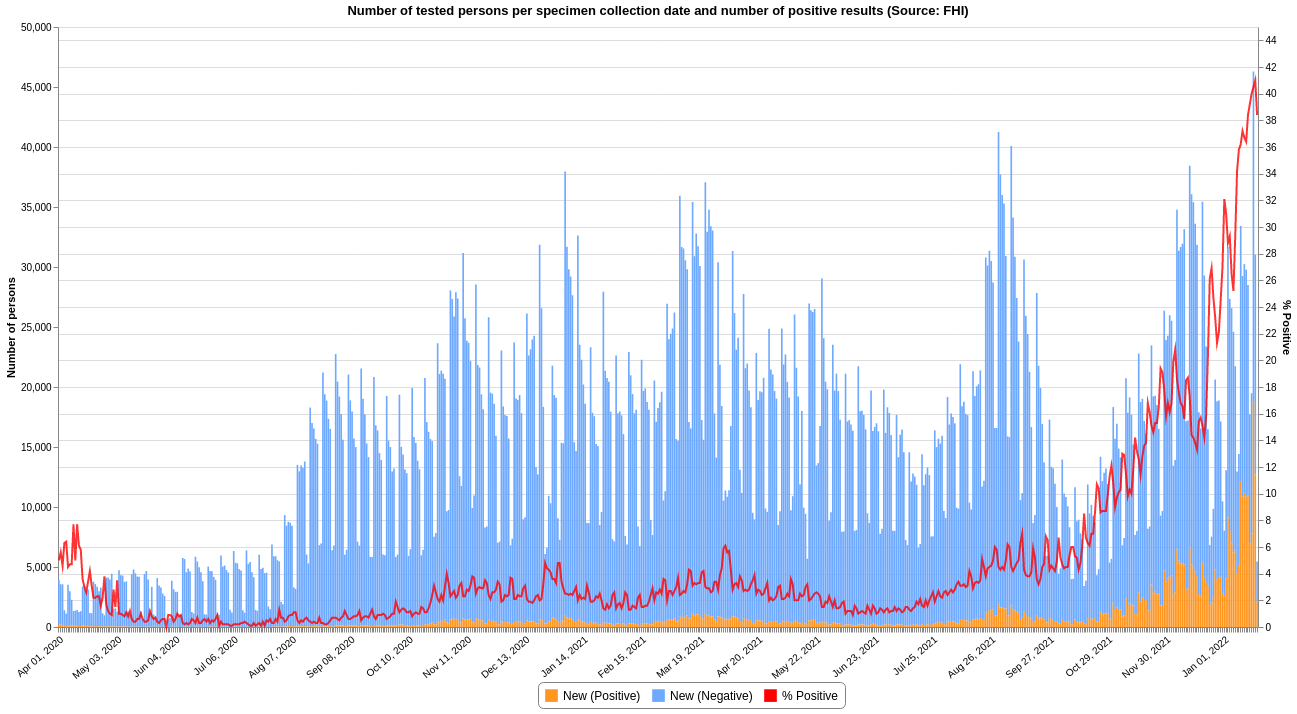 Number of tested persons per specimen collection date and number of positive results (Source: FHI)
50,000
45,000
40,000
35,000
30,000
25,000
20,000
15,000
10,000
5,000
0
Number of persons
44
42
40
38
36
34
32
30
28
26
24
22
20
18
16
14
12
10
8
6
4
2
0
% Positive
Apr 01, 2020
May 03, 2020
Jun 04, 2020
Jul 06, 2020
Aug 07, 2020
Sep 08, 2020
Oct 10, 2020
Nov 11, 2020
Dec 13, 2020
Jan 14, 2021
Feb 15, 2021
Mar 19, 2021
Apr 20, 2021
May 22, 2021
Jun 23, 2021
Jul 25, 2021
Aug 26, 2021
Sep 27, 2021
Oct 29, 2021
Nov 30, 2021
Jan 01, 2022
New (Positive) New (Negative) % Positive